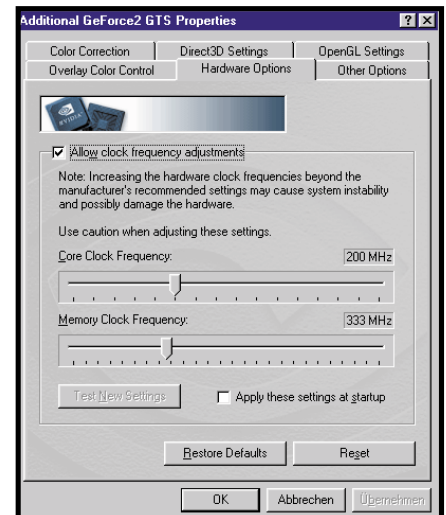 Additional GeForce2 GTS Properties
Color Correction Direct3D Settings OpenGL Settings
Overlay Color Control Hardware Options Other Options
NVIDIA
Allow clock frequency adjustments
Note: Increasing the hardware clock frequencies beyond the
manufacturer's recommended settings may cause system instability
and possibly damage the hardware.
Use caution when adjusting these settings.
Core Clock Frequency: 200 MHz
Memory Clock Frequency: 333 MHz
Test New Settings Apply these settings at startup
Restore Defaults Reset
OK Abbrechen Übernehmen